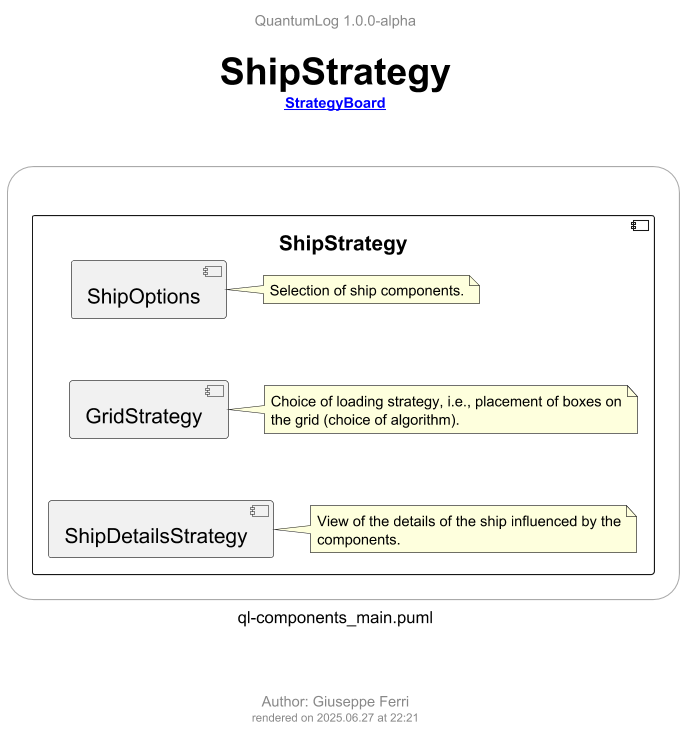 QuantumLog 1.0.0-alpha
ShipStrategy
StrategyBoard
ShipStrategy
ShipOptions
Selection of ship components.
GridStrategy
Choice of loading strategy, i.e., placement of boxes on
the grid (choice of algorithm).
ShipDetailsStrategy
View of the details of the ship influenced by the
components.
ql-components_main.puml
Author: Giuseppe Ferri
rendered on 2025.06.27 at 22:21